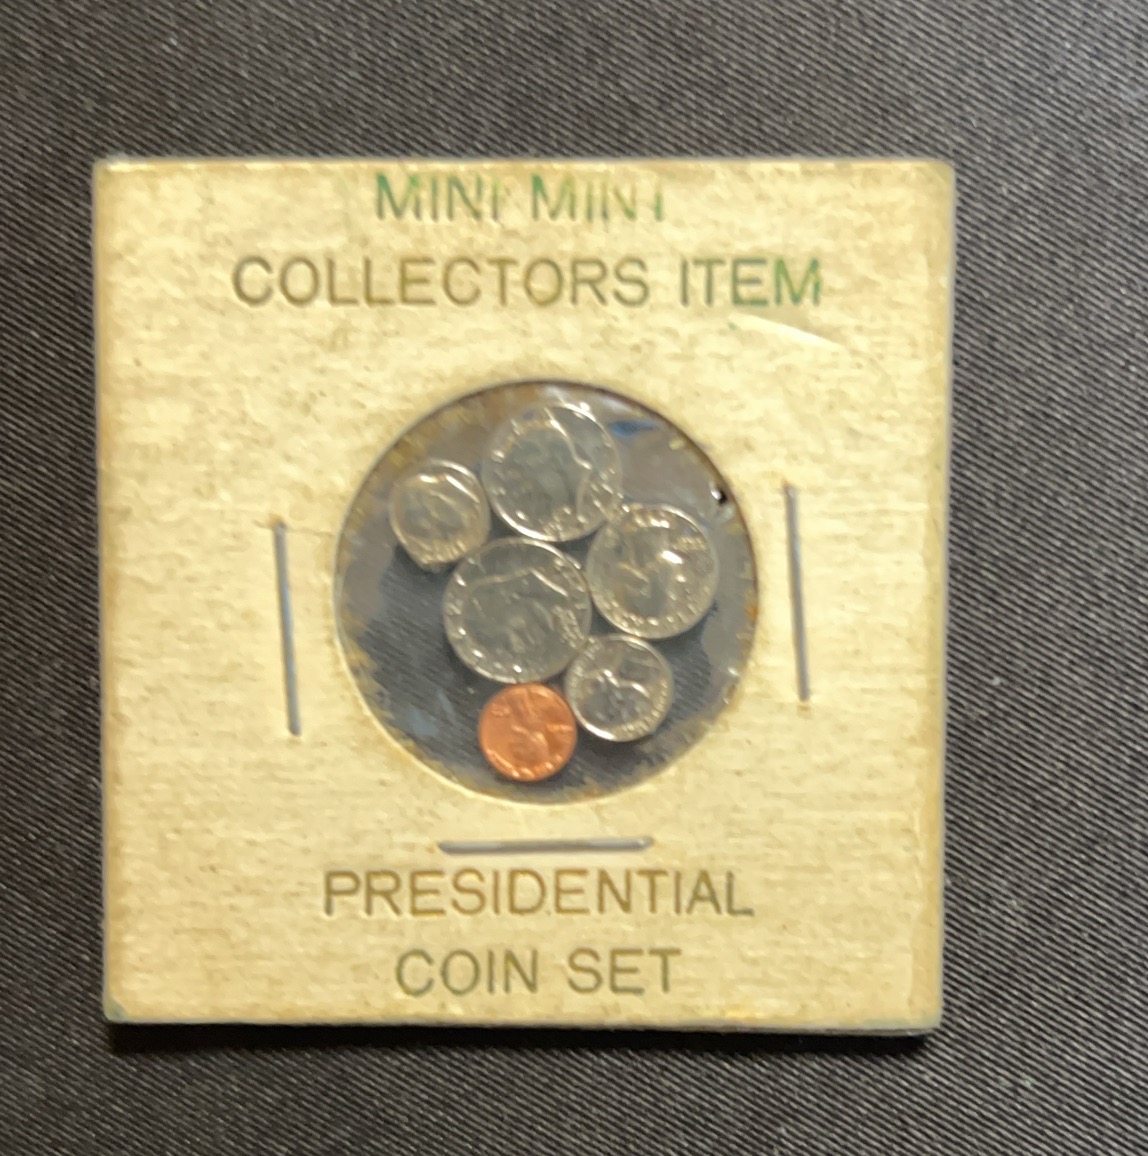 MINI MINT
COLLECTORS ITEM
PRESIDENTIAL
COIN SET